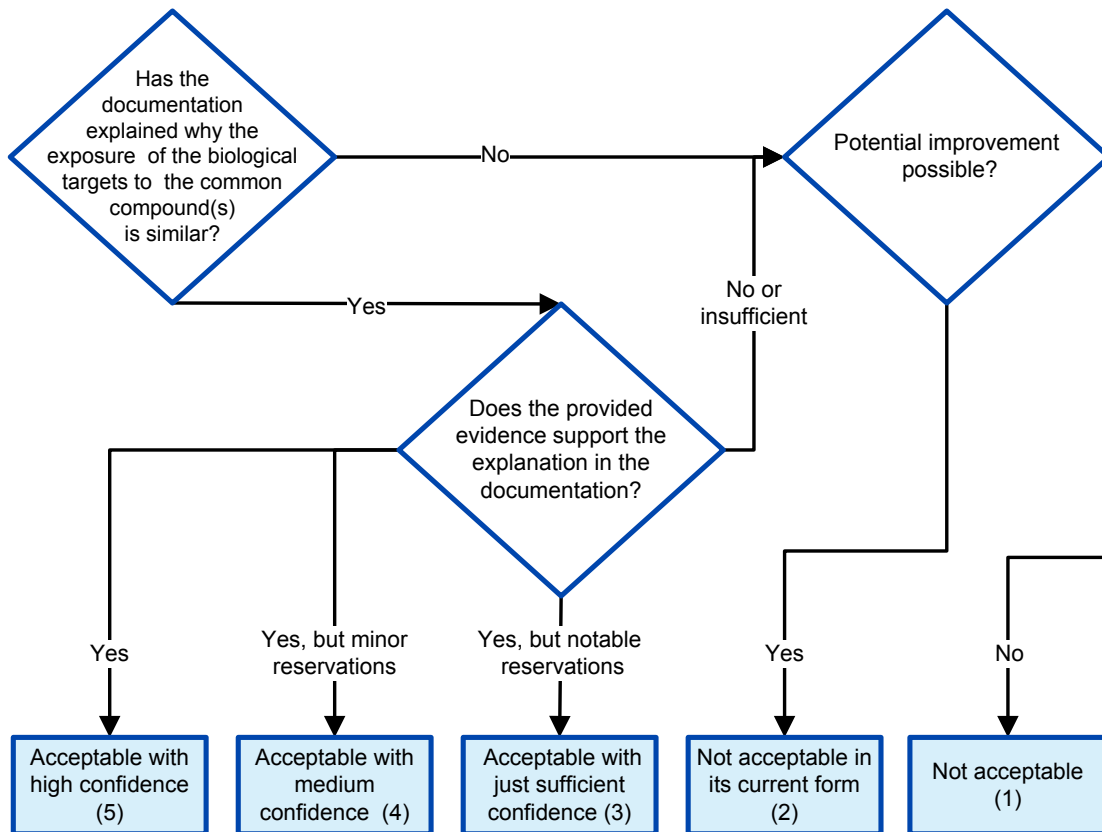 Has the
documentation
explained why the
exposure of the biological
targets to the common
compound(s)
is similar?
No
Potential improvement
possible?
Yes
No or
insufficient
Does the provided
evidence support the
explanation in the
documentation?
Yes
Yes, but minor
reservations
Yes, but notable
reservations
Yes
No
Acceptable with
high confidence
(5)
Acceptable with
medium
confidence (4)
Acceptable with
just sufficient
confidence (3)
Not acceptable in
its current form
(2)
Not acceptable
(1)